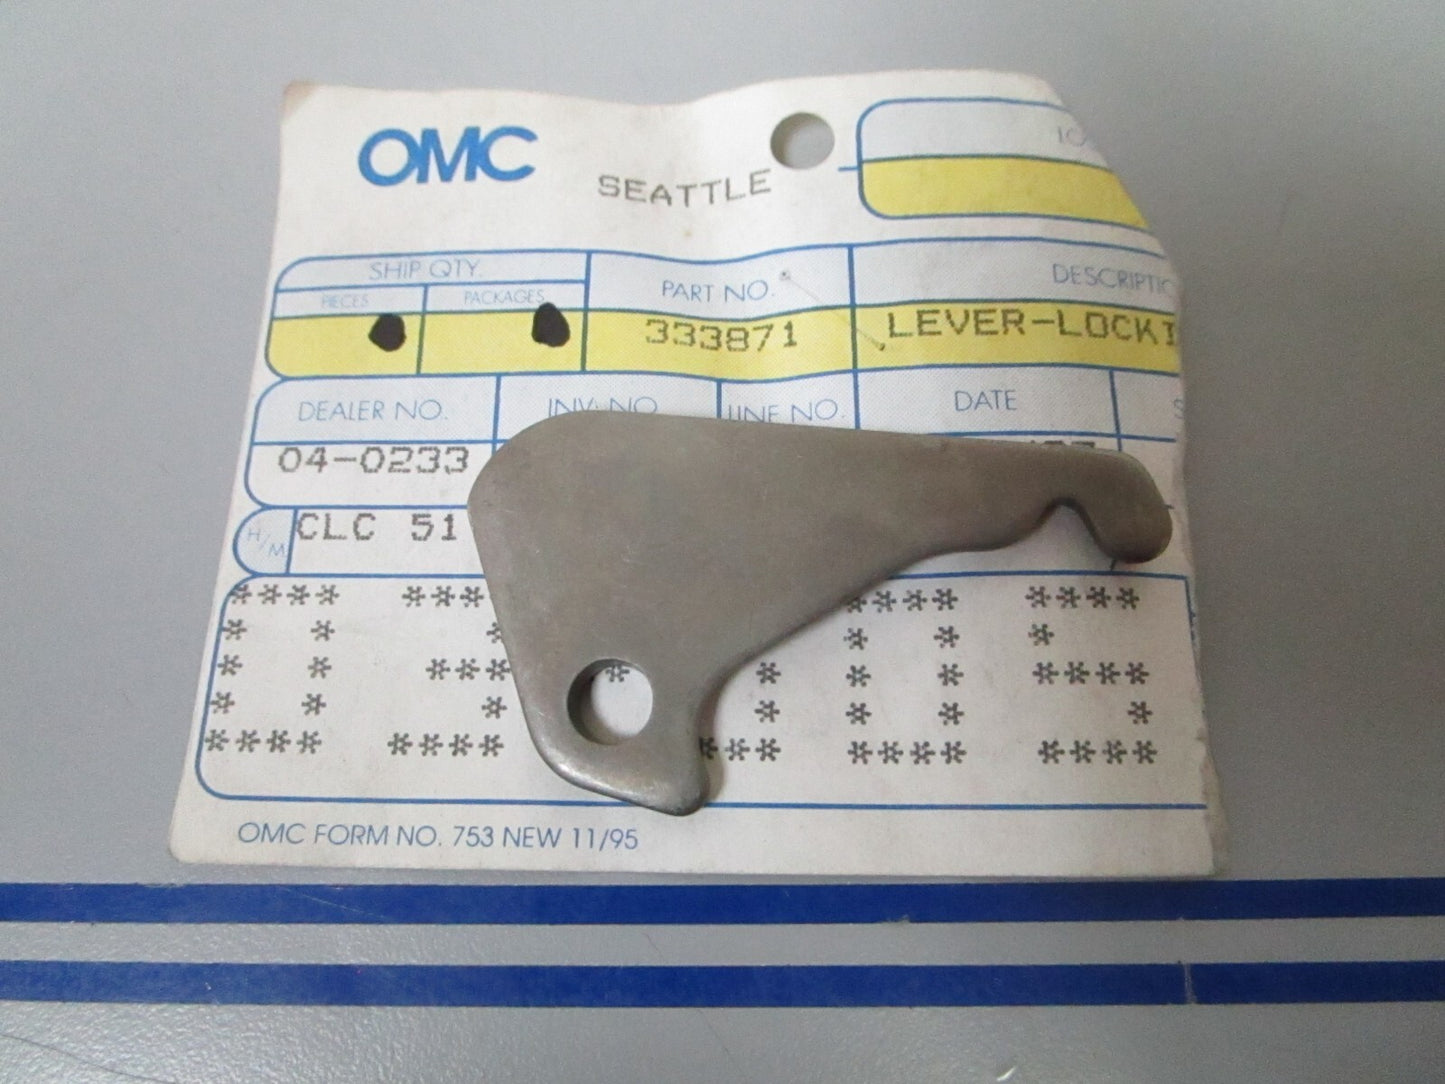 OMC
SEATTLE
SHIP QTY.
PIECES PACKAGES
PART NO.
333871
LEVER-LOCKI
DEALER NO. INV. NO. LINE NO. DATE
04-0233
H/M CLC 51
**** *** **** ****
* * * * * *
* * *** * * * * ****
* * * * * * *
**** **** *** **** ****
OMC FORM NO. 753 NEW 11/95